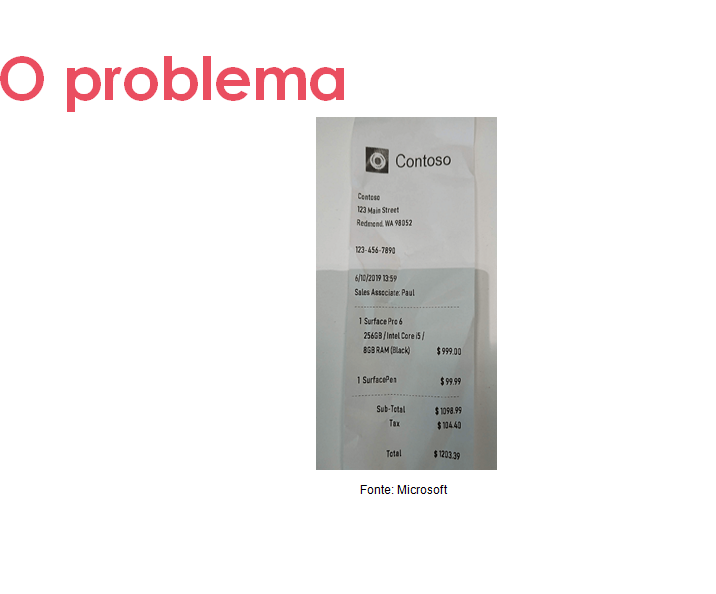 O problema
Contoso
Contoso
123 Main Street
Redmond, WA 98052
123-456-7890
6/10/2019 13:59
Sales Associate: Paul
1 Surface Pro 6
256GB / Intel Core i5 /
8GB RAM (Black) $ 999.00
1 SurfacePen $ 99.99
Sub-Total $ 1098.99
Tax $ 104.40
Total $ 1203.39
Fonte: Microsoft